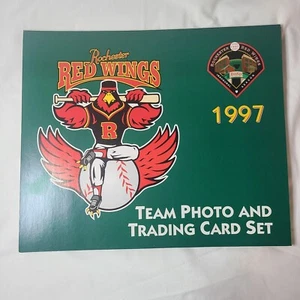 Rochester
RED WINGS
R
1997
TEAM PHOTO AND
TRADING CARD SET